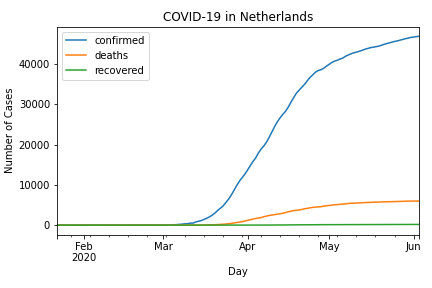 COVID-19 in Netherlands
confirmed
deaths
recovered
Number of Cases
40000
30000
20000
10000
0
Feb
2020
Mar
Apr
May
Jun
Day